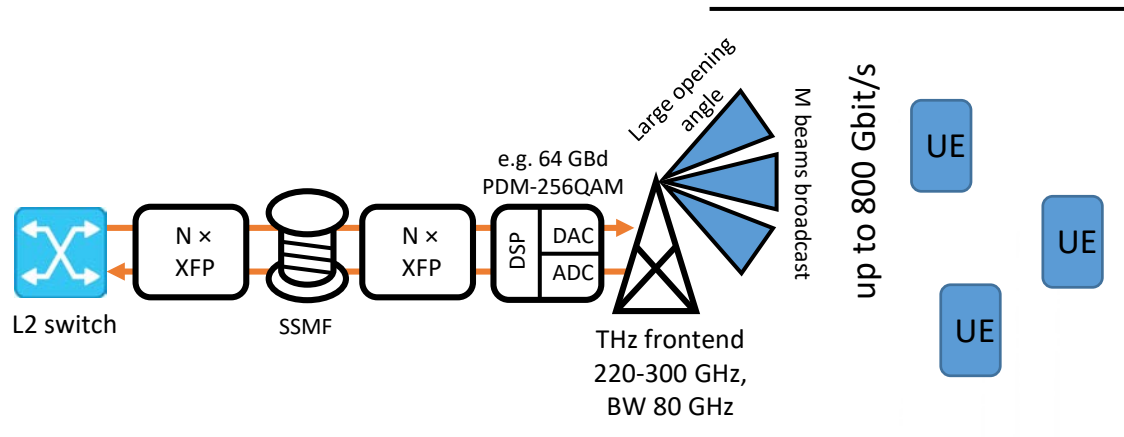 L2 switch
N ×
XFP
SSMF
N ×
XFP
e.g. 64 GBd
PDM-256QAM
DSP
DAC
ADC
THz frontend
220-300 GHz,
BW 80 GHz
Large opening
angle
M beams broadcast
up to 800 Gbit/s
UE
UE
UE